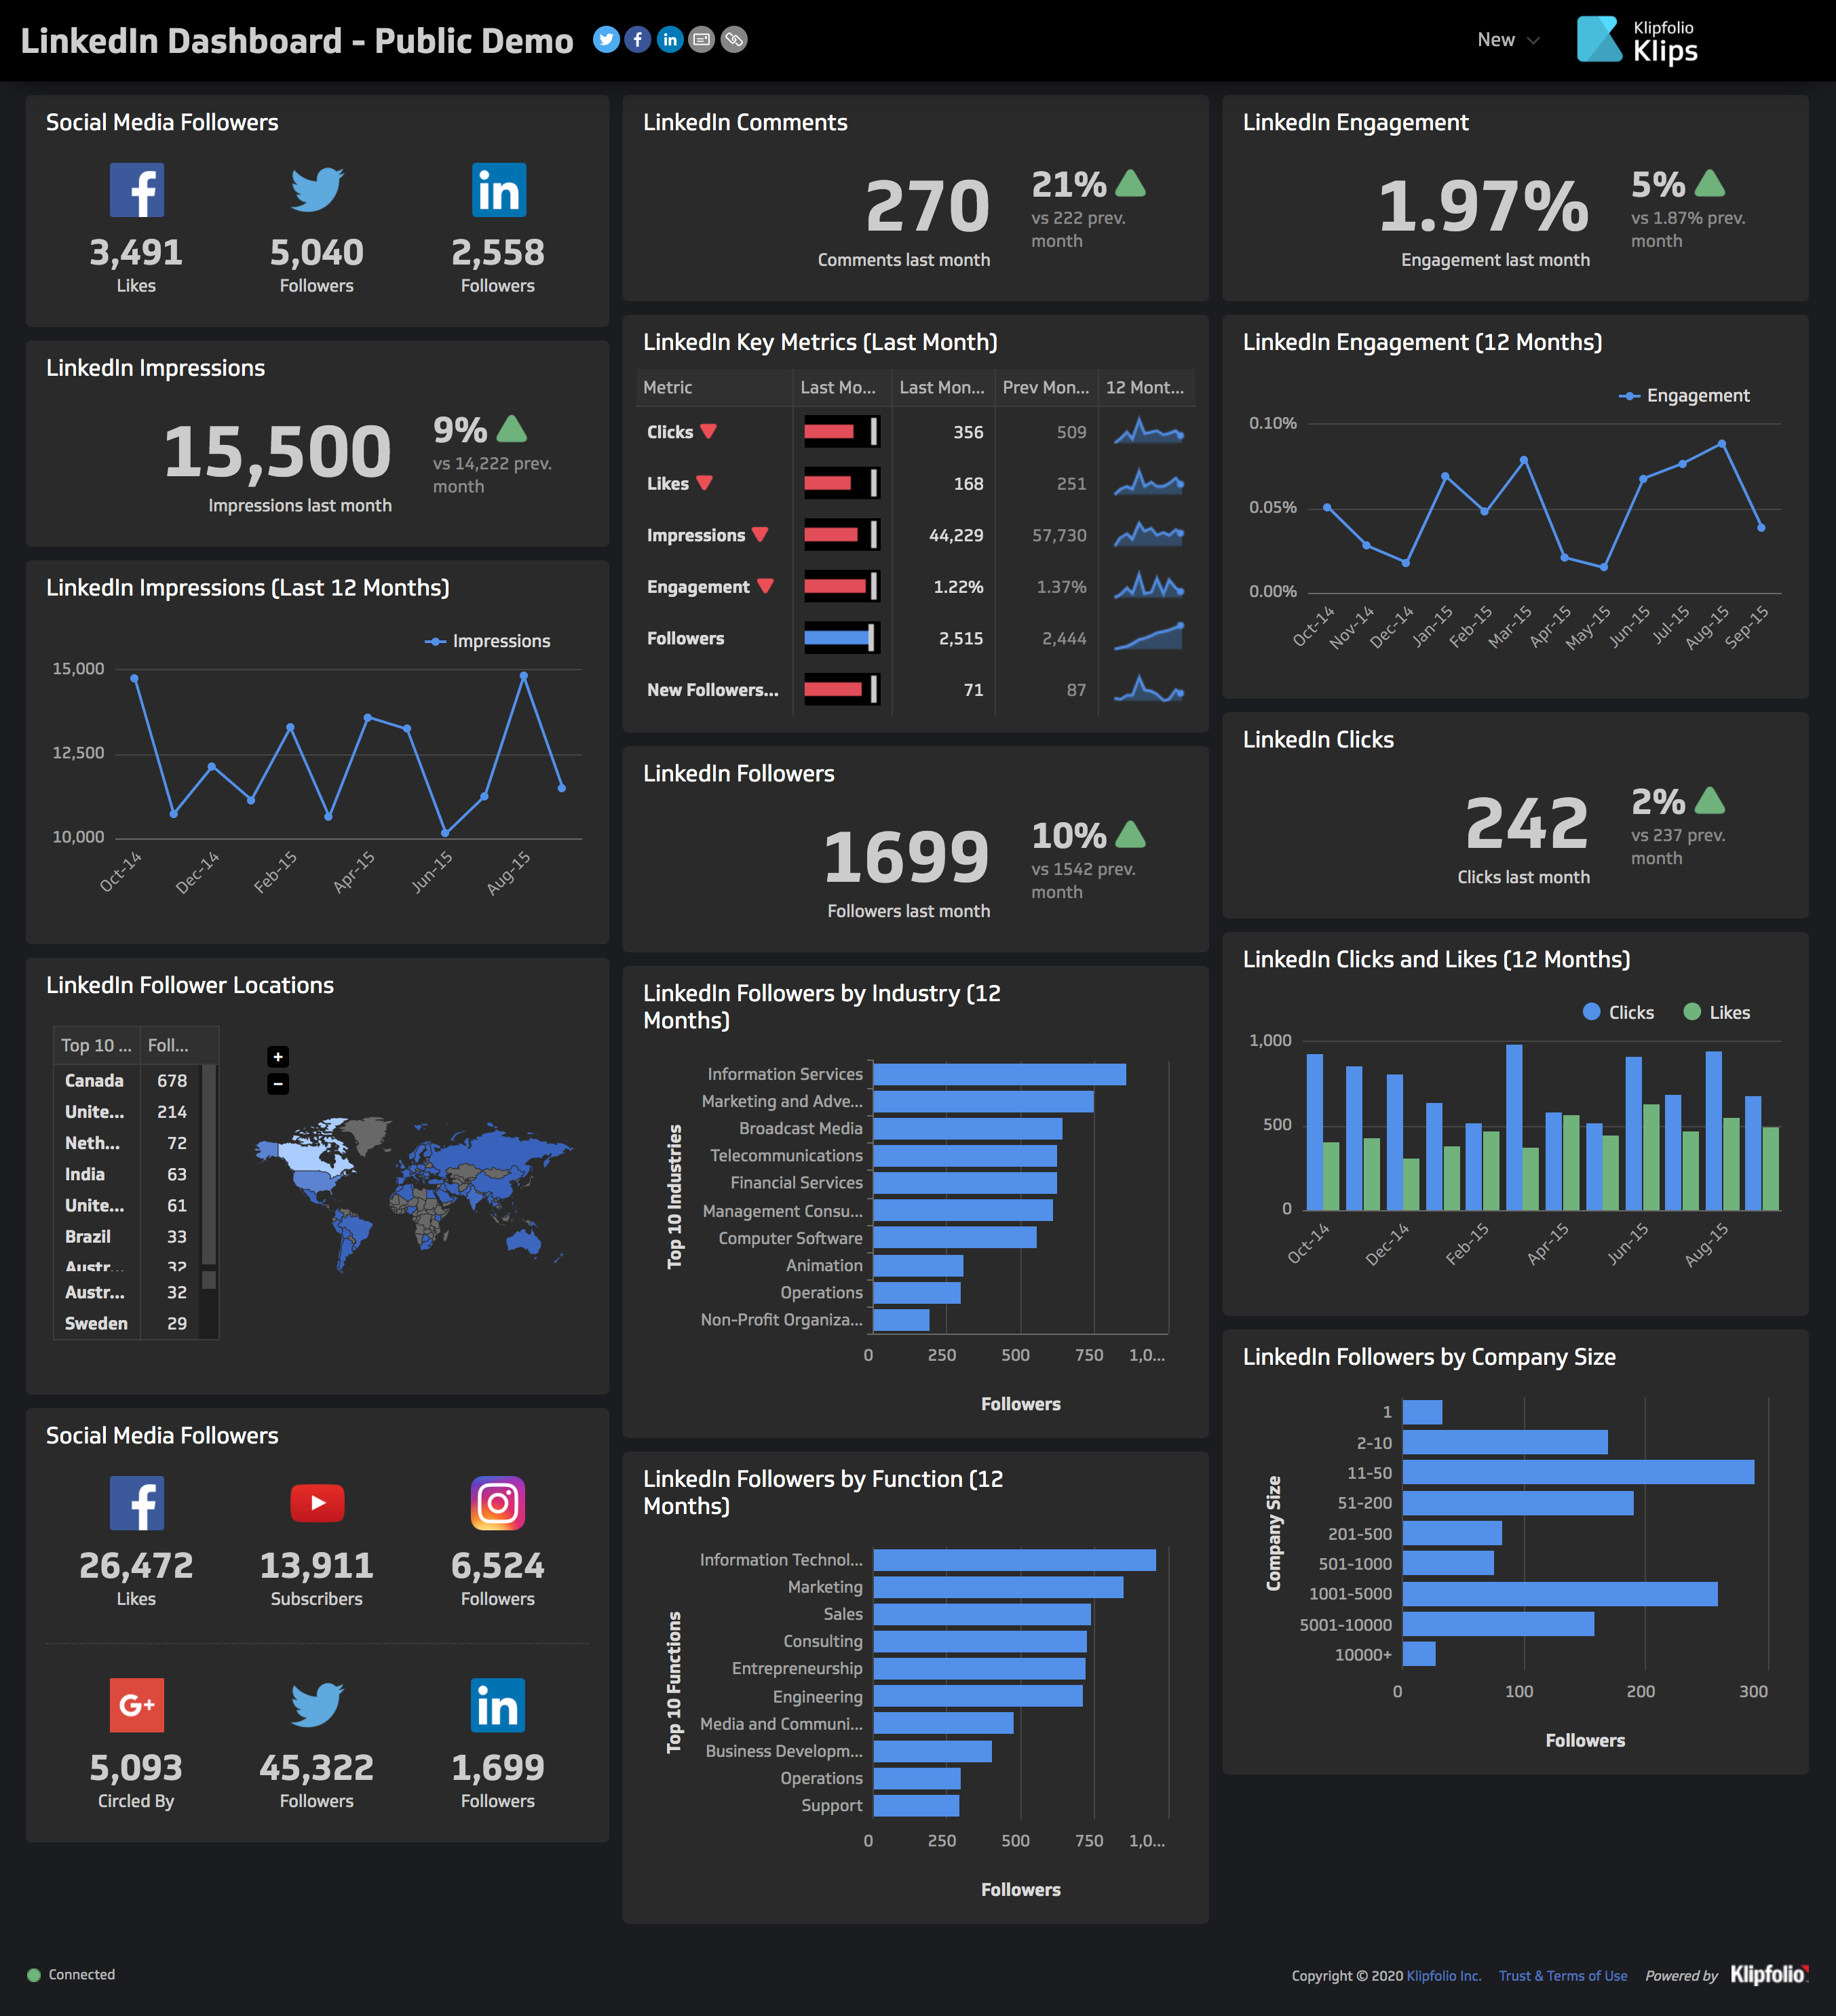 LinkedIn Dashboard - Public Demo
New
Klipfolio
Klips
Social Media Followers
3,491
5,040
2,558
Likes
Followers
Followers
LinkedIn Impressions
15,500
9%
vs 14,222 prev.
month
Impressions last month
LinkedIn Impressions (Last 12 Months)
Impressions
15,000
12,500
10,000
Oct-14
Dec-14
Feb-15
Apr-15
Jun-15
Aug-15
LinkedIn Follower Locations
Top 10 ... Foll...
Canada 678
Unite... 214
Neth... 72
India 63
Unite... 61
Brazil 33
Austr... 32
Austr... 32
Sweden 29
+
−
Social Media Followers
26,472
13,911
6,524
Likes
Subscribers
Followers
G+
5,093
45,322
1,699
Circled By
Followers
Followers
LinkedIn Comments
270
21%
vs 222 prev.
month
Comments last month
LinkedIn Key Metrics (Last Month)
Metric Last Mo... Last Mon... Prev Mon... 12 Mont...
Clicks 356 509
Likes 168 251
Impressions 44,229 57,730
Engagement 1.22% 1.37%
Followers 2,515 2,444
New Followers... 71 87
LinkedIn Followers
1699
10%
vs 1542 prev.
month
Followers last month
LinkedIn Followers by Industry (12
Months)
Top 10 Industries
Information Services
Marketing and Adve...
Broadcast Media
Telecommunications
Financial Services
Management Consu...
Computer Software
Animation
Operations
Non-Profit Organiza...
0 250 500 750 1,0...
Followers
LinkedIn Followers by Function (12
Months)
Top 10 Functions
Information Technol...
Marketing
Sales
Consulting
Entrepreneurship
Engineering
Media and Communi...
Business Developm...
Operations
Support
0 250 500 750 1,0...
Followers
LinkedIn Engagement
1.97%
5%
vs 1.87% prev.
month
Engagement last month
LinkedIn Engagement (12 Months)
Engagement
0.10%
0.05%
0.00%
Oct-14
Nov-14
Dec-14
Jan-15
Feb-15
Mar-15
Apr-15
May-15
Jun-15
Jul-15
Aug-15
Sep-15
LinkedIn Clicks
242
2%
vs 237 prev.
month
Clicks last month
LinkedIn Clicks and Likes (12 Months)
Clicks Likes
1,000
500
0
Oct-14
Dec-14
Feb-15
Apr-15
Jun-15
Aug-15
LinkedIn Followers by Company Size
Company Size
1
2-10
11-50
51-200
201-500
501-1000
1001-5000
5001-10000
10000+
0 100 200 300
Followers
Connected
Copyright © 2020 Klipfolio Inc. Trust & Terms of Use Powered by Klipfolio